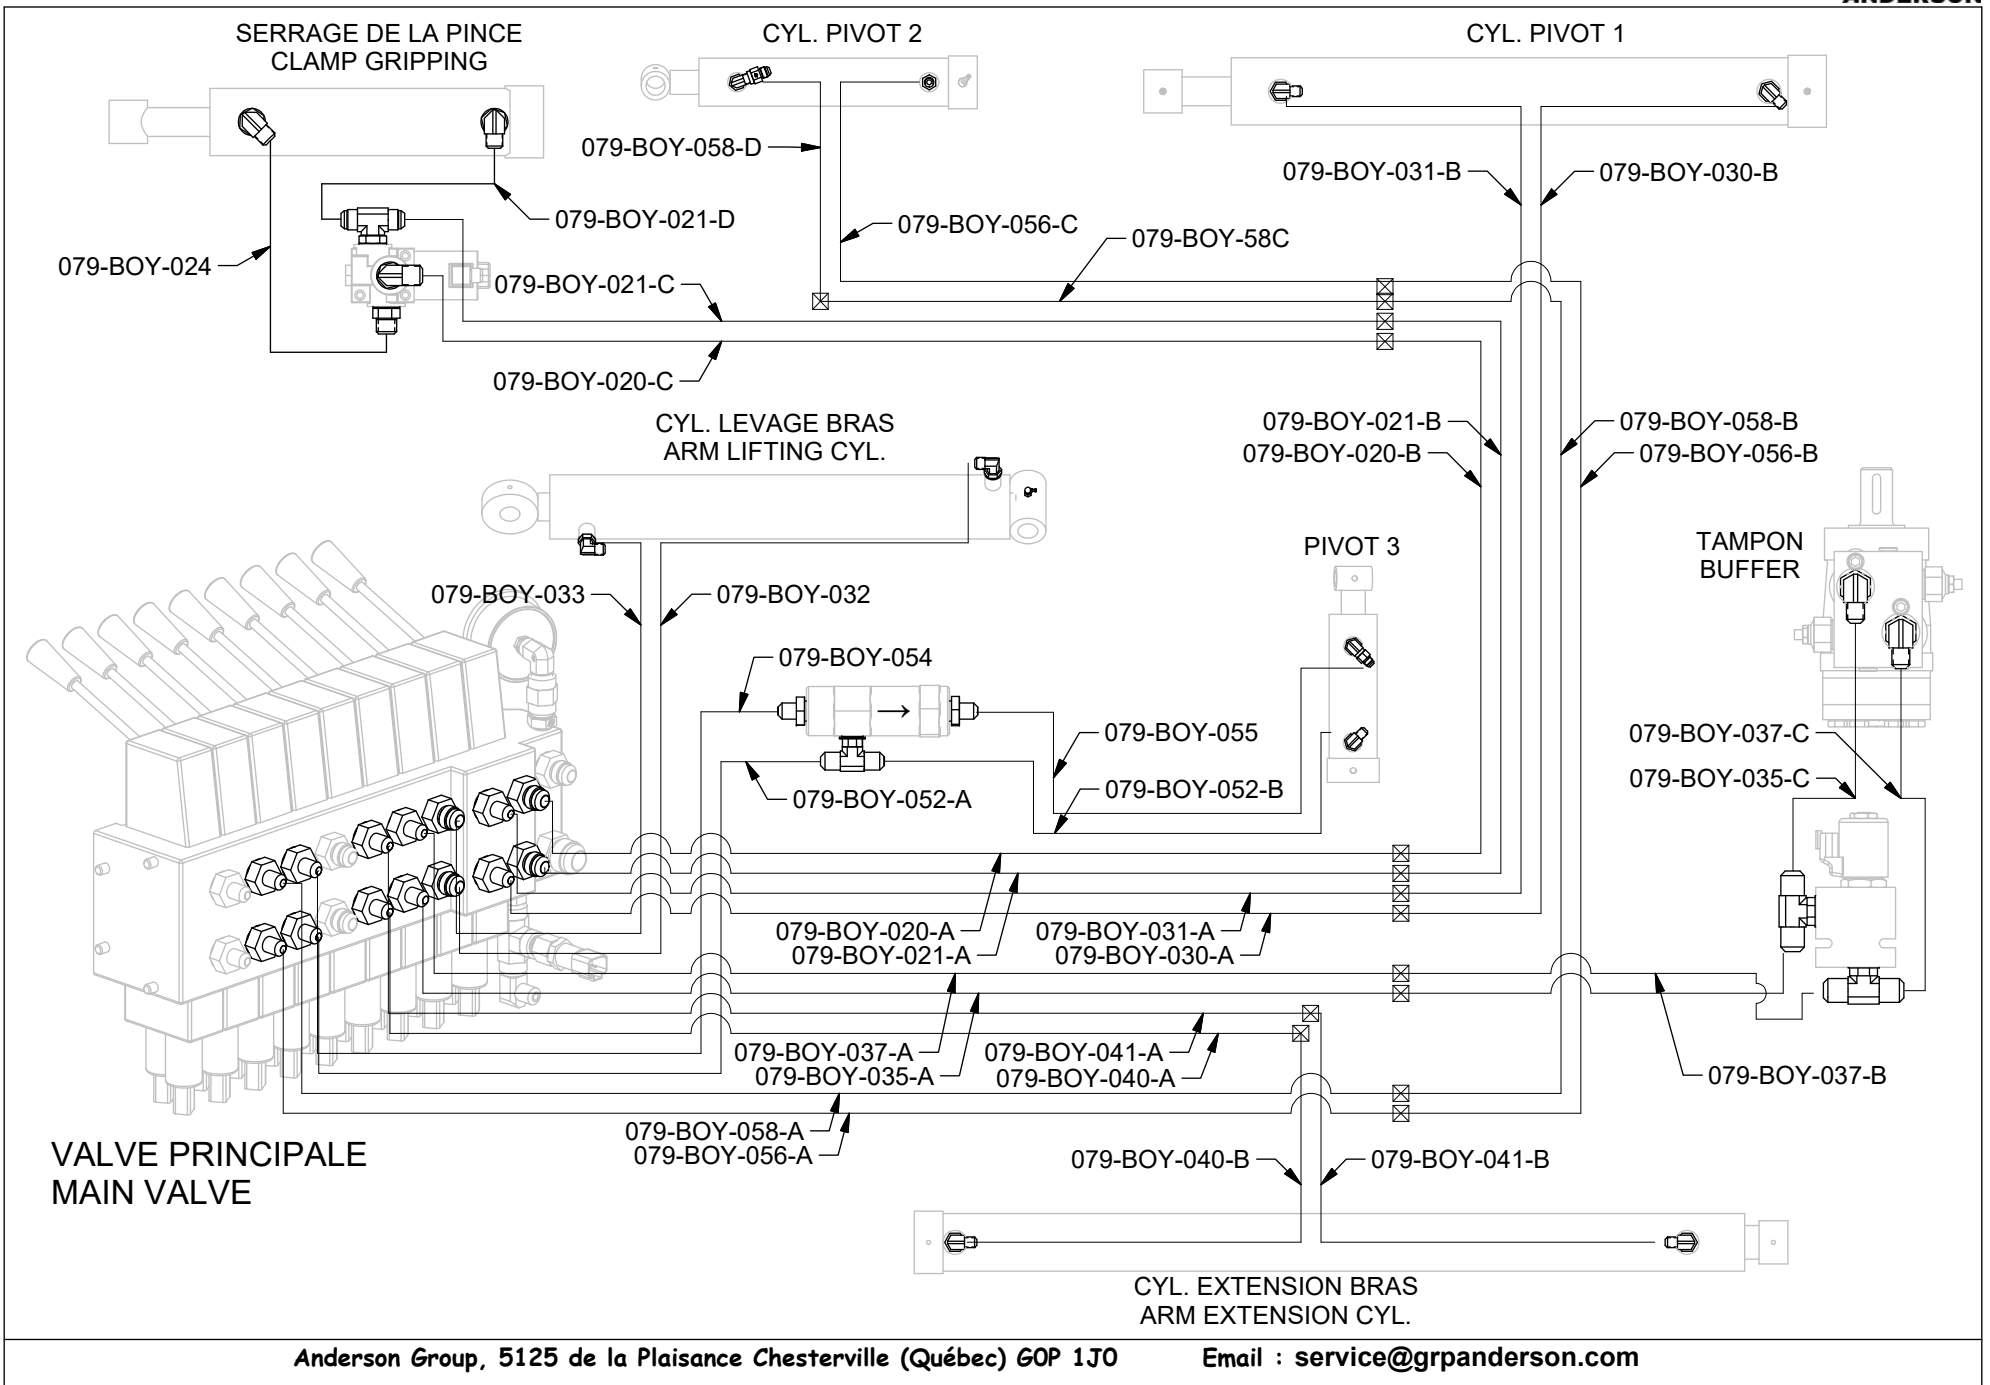 ANDERSON
SERRAGE DE LA PINCE
CLAMP GRIPPING
CYL. PIVOT 2
CYL. PIVOT 1
079-BOY-058-D
079-BOY-031-B
079-BOY-030-B
079-BOY-021-D
079-BOY-056-C
079-BOY-58C
079-BOY-024
079-BOY-021-C
079-BOY-020-C
CYL. LEVAGE BRAS
ARM LIFTING CYL.
079-BOY-021-B
079-BOY-058-B
079-BOY-020-B
079-BOY-056-B
PIVOT 3
TAMPON
BUFFER
079-BOY-033
079-BOY-032
079-BOY-054
079-BOY-055
079-BOY-037-C
079-BOY-052-A
079-BOY-052-B
079-BOY-035-C
079-BOY-020-A
079-BOY-031-A
079-BOY-021-A
079-BOY-030-A
079-BOY-037-A
079-BOY-041-A
079-BOY-035-A
079-BOY-040-A
079-BOY-037-B
079-BOY-058-A
079-BOY-056-A
079-BOY-040-B
079-BOY-041-B
VALVE PRINCIPALE
MAIN VALVE
CYL. EXTENSION BRAS
ARM EXTENSION CYL.
Anderson Group, 5125 de la Plaisance Chesterville (Québec) G0P 1J0
Email : service@grpanderson.com